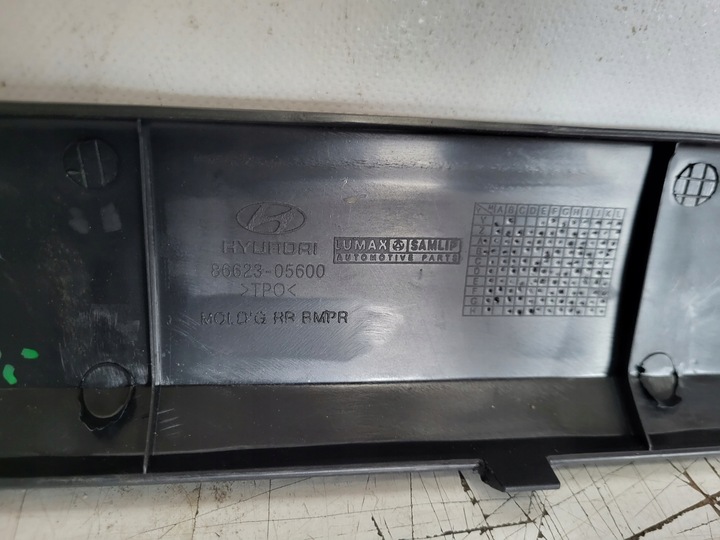 HYUNDAI
LUMAX SAMLIP
AUTOMOTIVE PARTS
86623-05600
>TPO<
MOLD'G RR BMPR